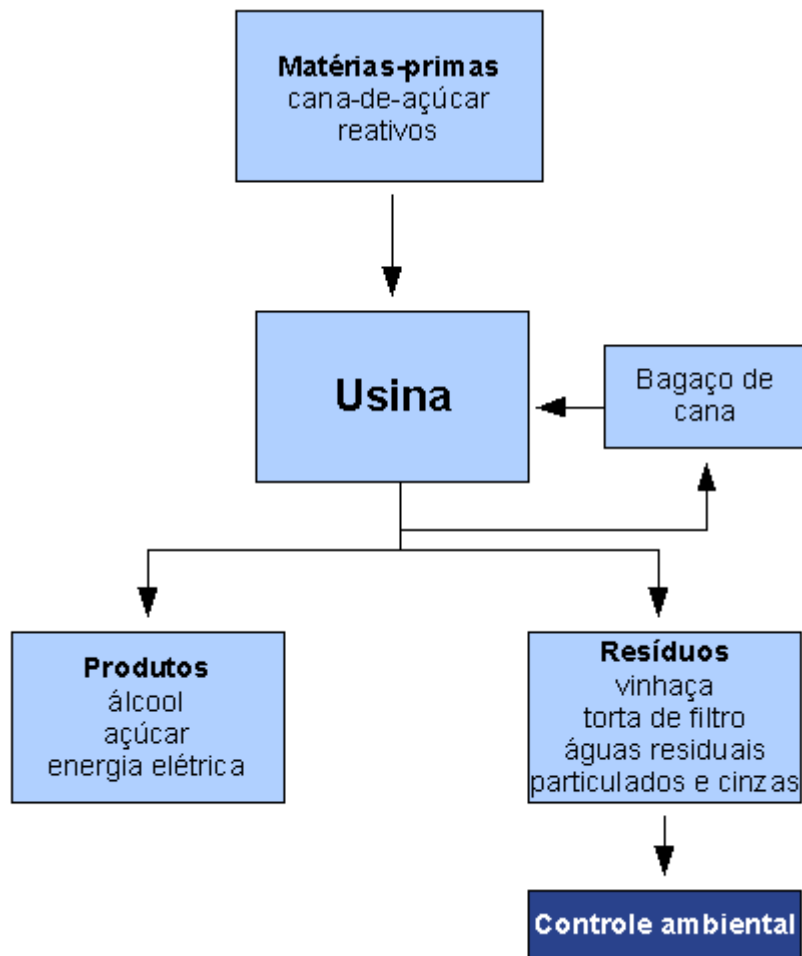 Matérias-primas
cana-de-açúcar
reativos
Usina
Bagaço de
cana
Produtos
álcool
açúcar
energia elétrica
Resíduos
vinhaça
torta de filtro
águas residuais
particulados e cinzas
Controle ambiental